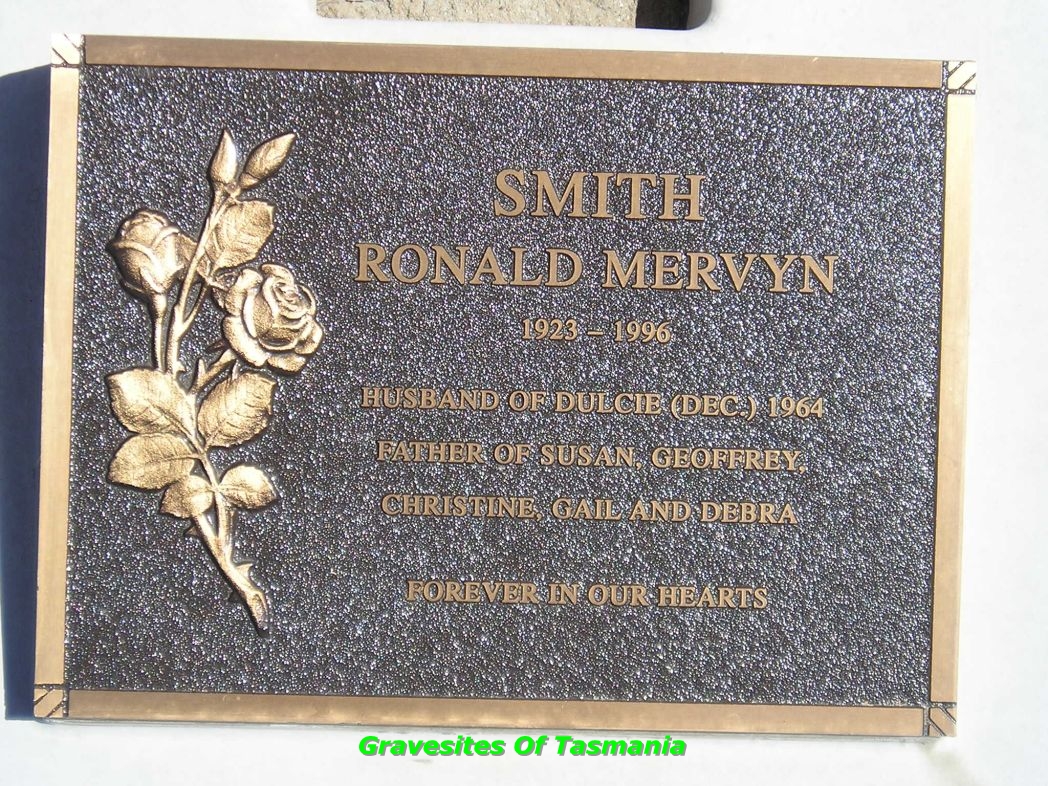 SMITH
RONALD MERVYN
1923 – 1996
HUSBAND OF DULCIE (DEC.) 1964
FATHER OF SUSAN, GEOFFREY,
CHRISTINE, GAIL AND DEBRA
FOREVER IN OUR HEARTS
Gravesites Of Tasmania